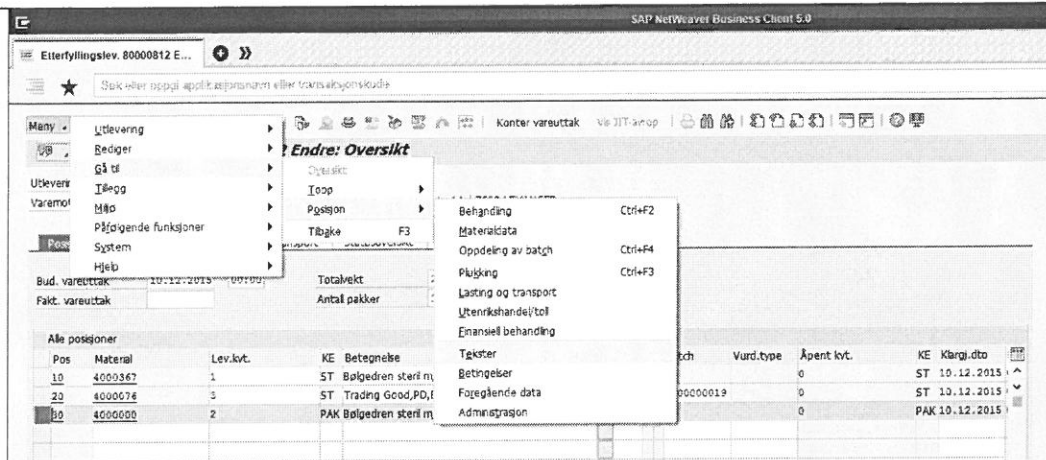 SAP NetWeaver Business Client 5.0
Etterfyllingslev. 80000812 E...
Søk eller oppgi applikasjonsnavn eller transaksjonskode
Meny
Konter vareuttak
Endre: Oversikt
Utlevering
Rediger
Gå til
Tillegg
Miljø
Påfølgende funksjoner
System
Hjelp
Oversikt
Topp
Posisjon
Tilbake F3
Behandling Ctrl+F2
Materialdata
Oppdeling av batch Ctrl+F4
Plukking Ctrl+F3
Lasting og transport
Utenrikshandel/toll
Finansiell behandling
Tekster
Betingelser
Foregående data
Administrasjon
Utleverin
Varemot
Bud. vareuttak 10.12.2015 00:00 Totalvekt
Fakt. vareuttak Antall pakker
Alle posisjoner
Pos Material Lev.kvt. KE Betegnelse tch Vurd.type Åpent kvt. KE Klargj.dto
10 4000367 1 ST Bølgedren steril 0 ST 10.12.2015
20 4000076 3 ST Trading Good,PD, 00000019 0 ST 10.12.2015
30 4000000 2 PAK Bølgedren steril 0 PAK 10.12.2015